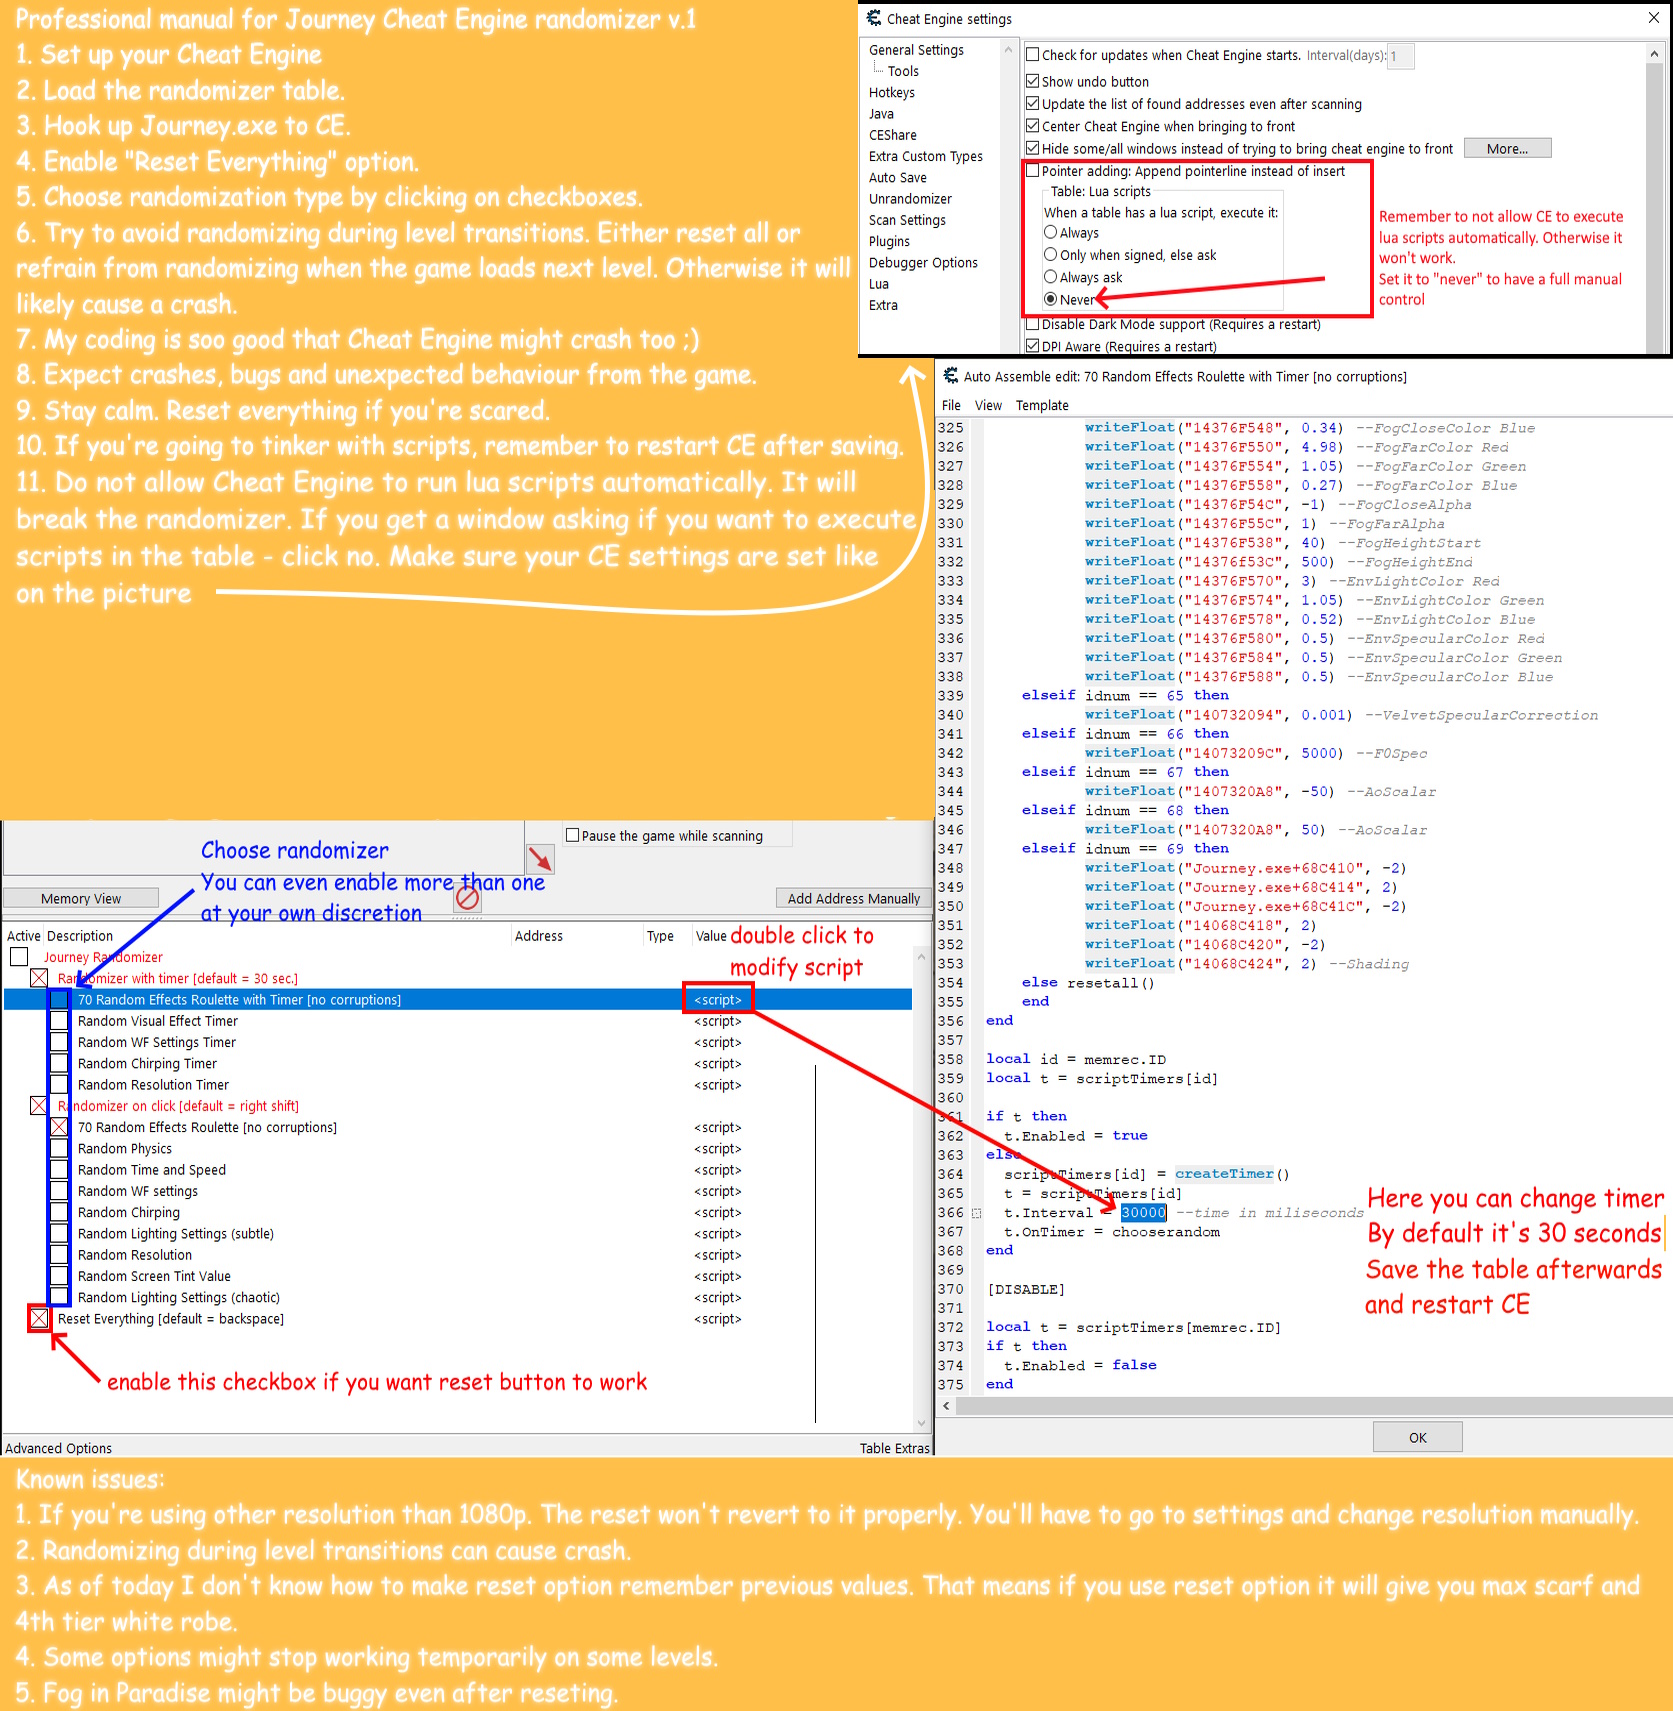 Professional manual for Journey Cheat Engine randomizer v.1
1. Set up your Cheat Engine
2. Load the randomizer table.
3. Hook up Journey.exe to CE.
4. Enable "Reset Everything" option.
5. Choose randomization type by clicking on checkboxes.
6. Try to avoid randomizing during level transitions. Either reset all or
refrain from randomizing when the game loads next level. Otherwise it will
likely cause a crash.
7. My coding is soo good that Cheat Engine might crash too ;)
8. Expect crashes, bugs and unexpected behaviour from the game.
9. Stay calm. Reset everything if you're scared.
10. If you're going to tinker with scripts, remember to restart CE after saving.
11. Do not allow Cheat Engine to run lua scripts automatically. It will
break the randomizer. If you get a window asking if you want to execute
scripts in the table - click no. Make sure your CE settings are set like
on the picture
Cheat Engine settings
General Settings
Tools
Hotkeys
Java
CEShare
Extra Custom Types
Auto Save
Unrandomizer
Scan Settings
Plugins
Debugger Options
Lua
Extra
Check for updates when Cheat Engine starts. Interval(days): 1
Show undo button
Update the list of found addresses even after scanning
Center Cheat Engine when bringing to front
Hide some/all windows instead of trying to bring cheat engine to front More...
Pointer adding: Append pointerline instead of insert
Table: Lua scripts
When a table has a lua script, execute it:
Always
Only when signed, else ask
Always ask
Never
Disable Dark Mode support (Requires a restart)
DPI Aware (Requires a restart)
Remember to not allow CE to execute
lua scripts automatically. Otherwise it
won't work.
Set it to "never" to have a full manual
control
Auto Assemble edit: 70 Random Effects Roulette with Timer [no corruptions]
File View Template
325 writeFloat("14376F548", 0.34) --FogCloseColor Blue
326 writeFloat("14376F550", 4.98) --FogFarColor Red
327 writeFloat("14376F554", 1.05) --FogFarColor Green
328 writeFloat("14376F558", 0.27) --FogFarColor Blue
329 writeFloat("14376F54C", -1) --FogCloseAlpha
330 writeFloat("14376F55C", 1) --FogFarAlpha
331 writeFloat("14376F538", 40) --FogHeightStart
332 writeFloat("14376f53C", 500) --FogHeightEnd
333 writeFloat("14376F570", 3) --EnvLightColor Red
334 writeFloat("14376F574", 1.05) --EnvLightColor Green
335 writeFloat("14376F578", 0.52) --EnvLightColor Blue
336 writeFloat("14376F580", 0.5) --EnvSpecularColor Red
337 writeFloat("14376F584", 0.5) --EnvSpecularColor Green
338 writeFloat("14376F588", 0.5) --EnvSpecularColor Blue
339 elseif idnum == 65 then
340 writeFloat("140732094", 0.001) --VelvetSpecularCorrection
341 elseif idnum == 66 then
342 writeFloat("14073209C", 5000) --F0Spec
343 elseif idnum == 67 then
344 writeFloat("1407320A8", -50) --AoScalar
345 elseif idnum == 68 then
346 writeFloat("1407320A8", 50) --AoScalar
347 elseif idnum == 69 then
348 writeFloat("Journey.exe+68C410", -2)
349 writeFloat("Journey.exe+68C414", 2)
350 writeFloat("Journey.exe+68C41C", -2)
351 writeFloat("14068C418", 2)
352 writeFloat("14068C420", -2)
353 writeFloat("14068C424", 2) --Shading
354 else resetall()
355 end
356 end
357
358 local id = memrec.ID
359 local t = scriptTimers[id]
360
361 if t then
362 t.Enabled = true
363 else
364 scriptTimers[id] = createTimer()
365 t = scriptTimers[id]
366 t.Interval = 30000 --time in miliseconds
367 t.OnTimer = chooserandom
368 end
369
370 [DISABLE]
371
372 local t = scriptTimers[memrec.ID]
373 if t then
374 t.Enabled = false
375 end
OK
Here you can change timer
By default it's 30 seconds
Save the table afterwards
and restart CE
Pause the game while scanning
Choose randomizer
You can even enable more than one
at your own discretion
Memory View
Add Address Manually
Active Description Address Type Value
double click to
modify script
Journey Randomizer
Randomizer with timer [default = 30 sec.]
70 Random Effects Roulette with Timer [no corruptions] <script>
Random Visual Effect Timer <script>
Random WF Settings Timer <script>
Random Chirping Timer <script>
Random Resolution Timer <script>
Randomizer on click [default = right shift]
70 Random Effects Roulette [no corruptions] <script>
Random Physics <script>
Random Time and Speed <script>
Random WF settings <script>
Random Chirping <script>
Random Lighting Settings (subtle) <script>
Random Resolution <script>
Random Screen Tint Value <script>
Random Lighting Settings (chaotic) <script>
Reset Everything [default = backspace] <script>
enable this checkbox if you want reset button to work
Advanced Options
Table Extras
Known issues:
1. If you're using other resolution than 1080p. The reset won't revert to it properly. You'll have to go to settings and change resolution manually.
2. Randomizing during level transitions can cause crash.
3. As of today I don't know how to make reset option remember previous values. That means if you use reset option it will give you max scarf and
4th tier white robe.
4. Some options might stop working temporarily on some levels.
5. Fog in Paradise might be buggy even after reseting.